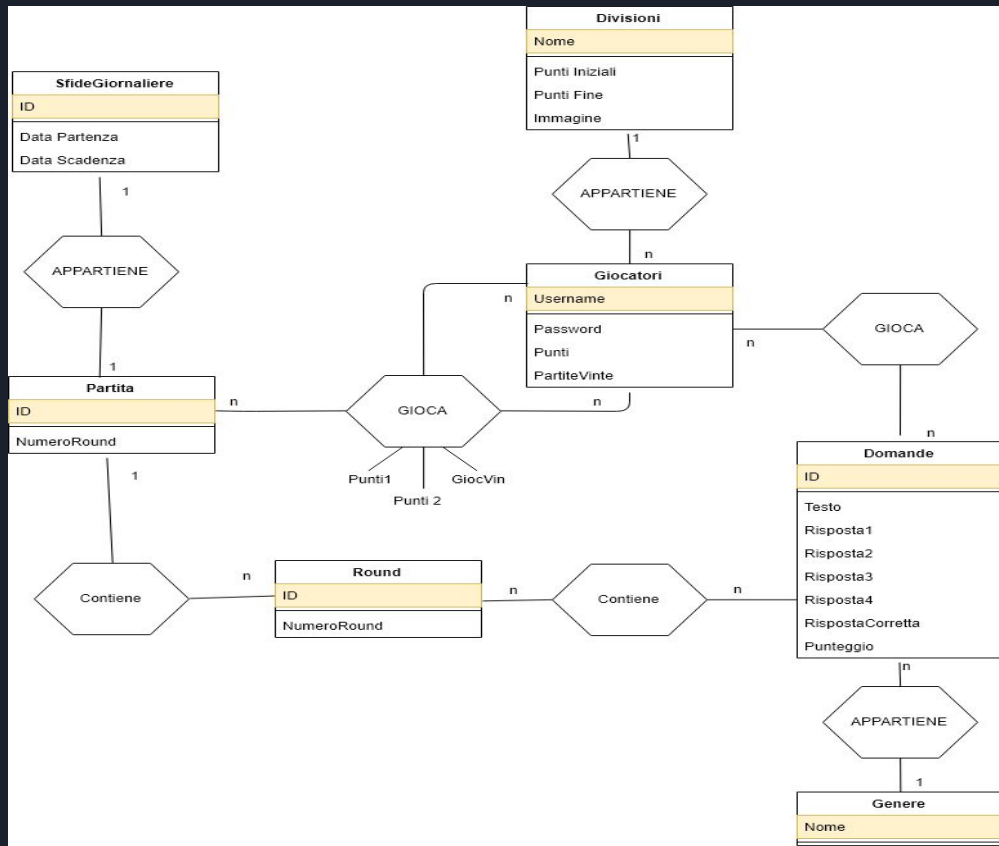 Divisioni
Nome
Punti Iniziali
Punti Fine
Immagine
SfideGiornaliere
ID
Data Partenza
Data Scadenza
1
1
APPARTIENE
APPARTIENE
n
1
Giocatori
Username
Password
Punti
PartiteVinte
n
n
GIOCA
n
n
Partita
ID
NumeroRound
n
GIOCA
n
Punti1
Punti 2
GiocVin
1
Domande
ID
Testo
Risposta1
Risposta2
Risposta3
Risposta4
RispostaCorretta
Punteggio
Contiene
n
Round
ID
NumeroRound
n
Contiene
n
n
APPARTIENE
1
Genere
Nome